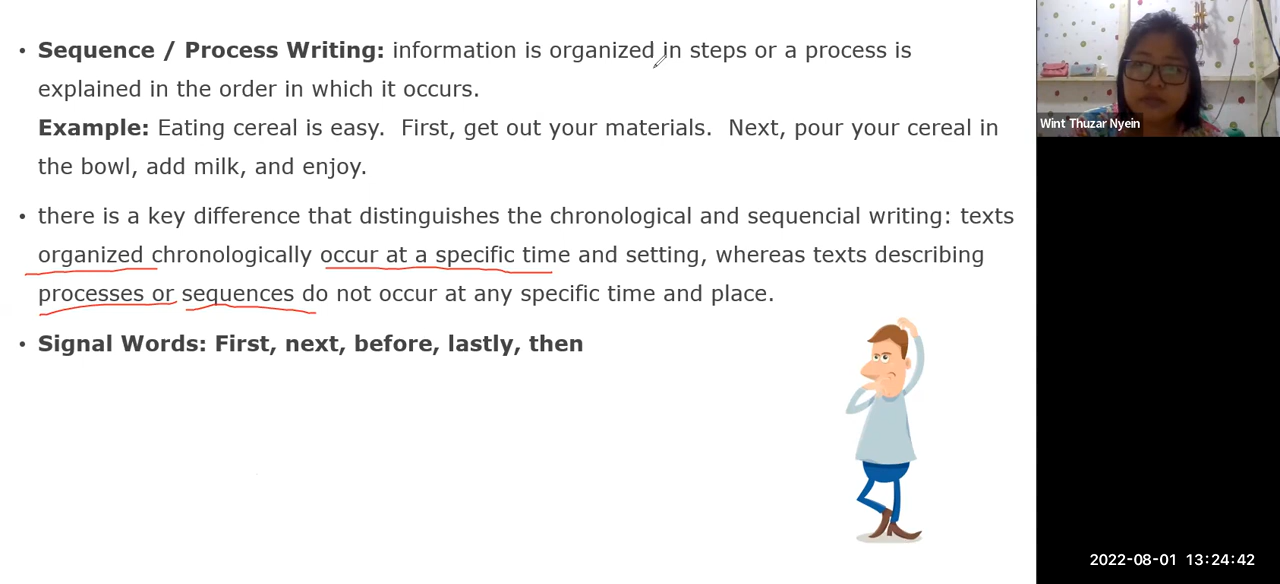 • Sequence / Process Writing: information is organized in steps or a process is
explained in the order in which it occurs.
Example: Eating cereal is easy.  First, get out your materials.  Next, pour your cereal in
the bowl, add milk, and enjoy.
• there is a key difference that distinguishes the chronological and sequencial writing: texts
organized chronologically occur at a specific time and setting, whereas texts describing
processes or sequences do not occur at any specific time and place.
• Signal Words: First, next, before, lastly, then
Wint Thuzar Nyein
2022-08-01 13:24:42